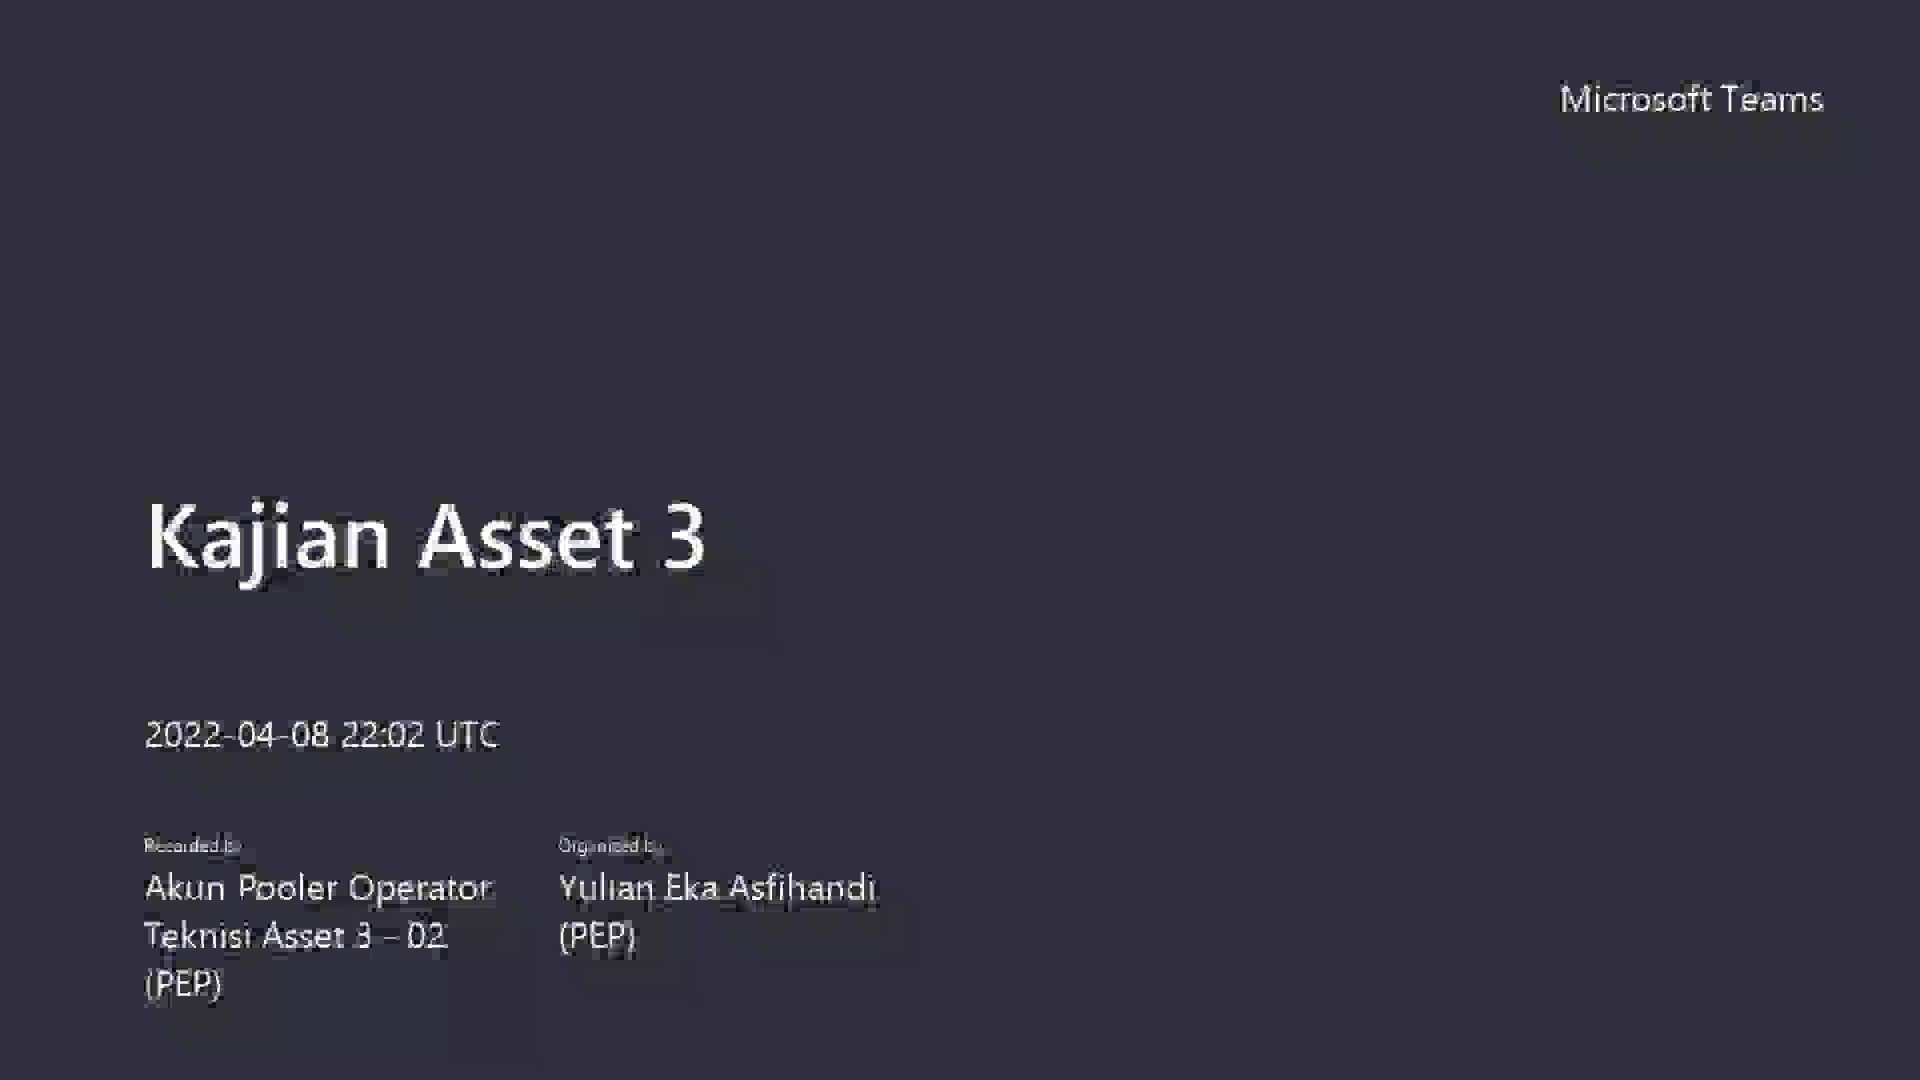 Microsoft Teams
Kajian Asset 3
2022-04-08 22:02 UTC
Recorded by
Organized by
Akun Pooler Operator
Teknisi Asset 3 - 02
(PEP)
Yulian Eka Asfihandi
(PEP)